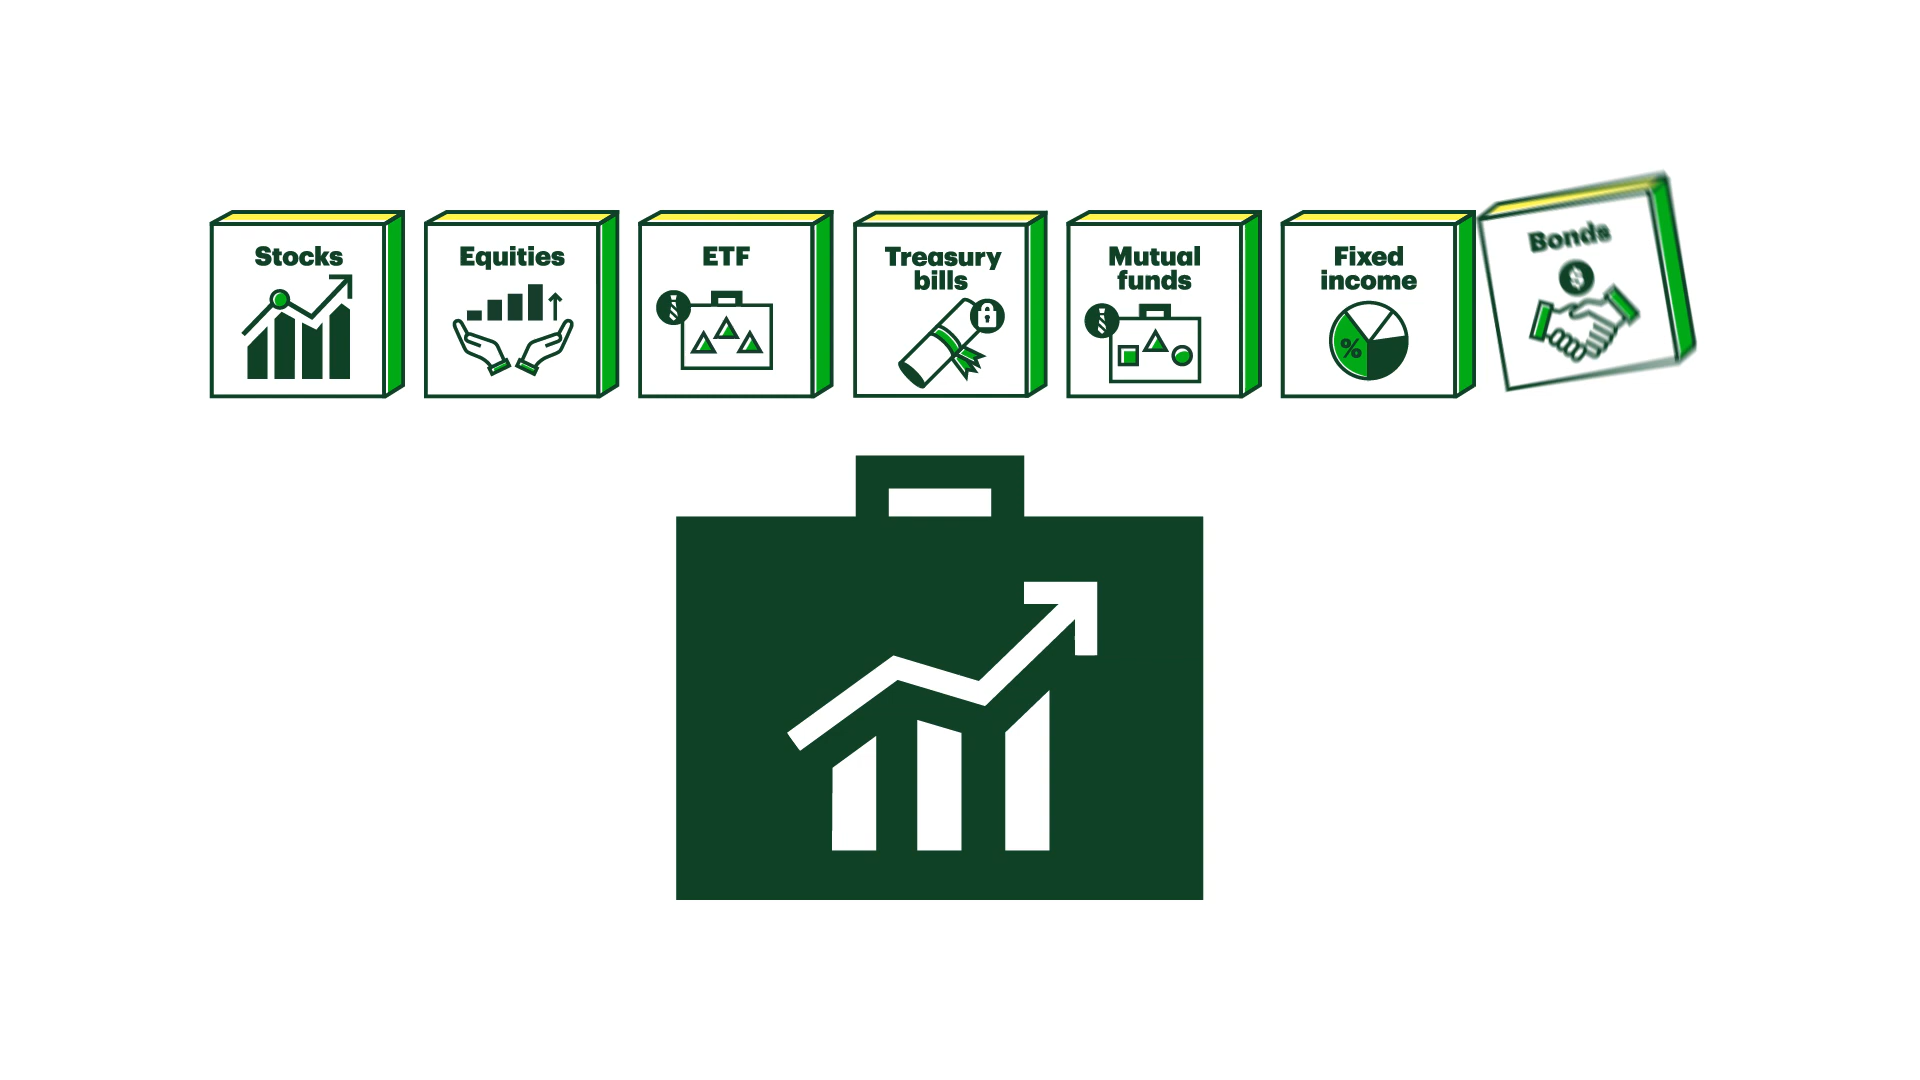 Stocks
Equities
ETF
Treasury
bills
Mutual
funds
Fixed
income
%
Bonds
$